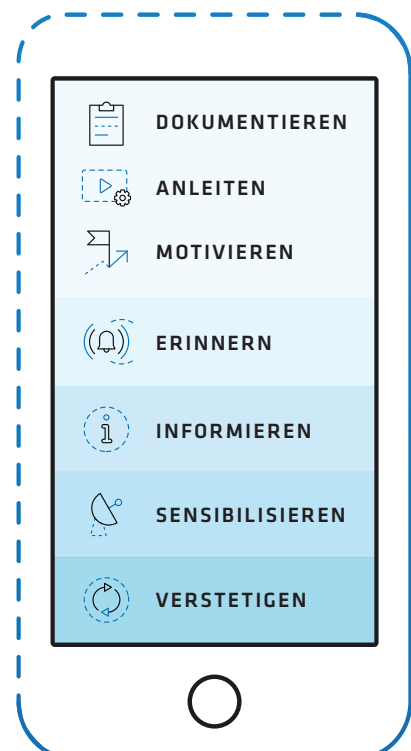 DOKUMENTIEREN
ANLEITEN
MOTIVIEREN
ERINNERN
INFORMIEREN
SENSIBILISIEREN
VERSTETIGEN